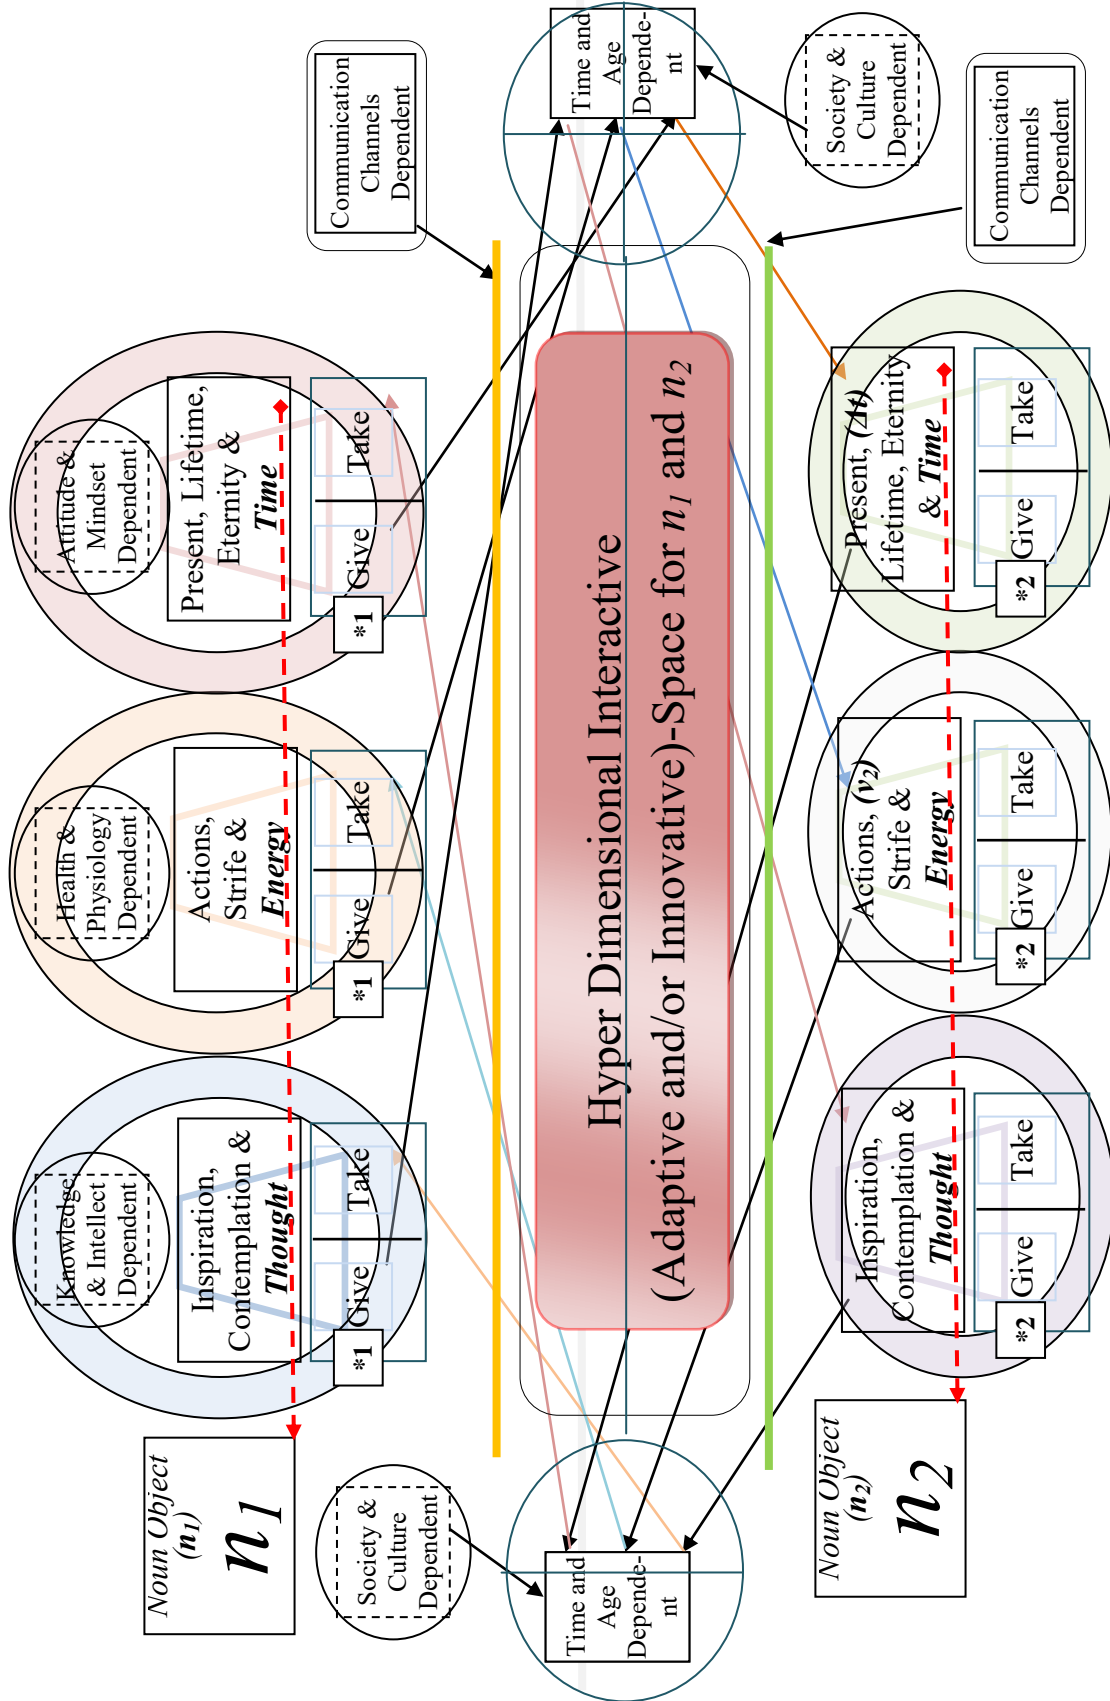 Noun Object
(n₁)
n₁
Knowledge
& Intellect
Dependent
Inspiration,
Contemplation &
Thought
Give
Take
*1
Health &
Physiology
Dependent
Actions,
Strife &
Energy
Give
Take
*1
Attitude &
Mindset
Dependent
Present, Lifetime,
Eternity &
Time
Give
Take
*1
Communication
Channels
Dependent
Society &
Culture
Dependent
Time and
Age
Depende-
nt
Hyper Dimensional Interactive
(Adaptive and/or Innovative)-Space for n₁ and n₂
Time and
Age
Depende-
nt
Society &
Culture
Dependent
Noun Object
(n₂)
n₂
Inspiration,
Contemplation &
Thought
Give
Take
*2
Actions, (v₂)
Strife &
Energy
Give
Take
*2
Present, (Δt)
Lifetime, Eternity
& Time
Give
Take
*2
Communication
Channels
Dependent